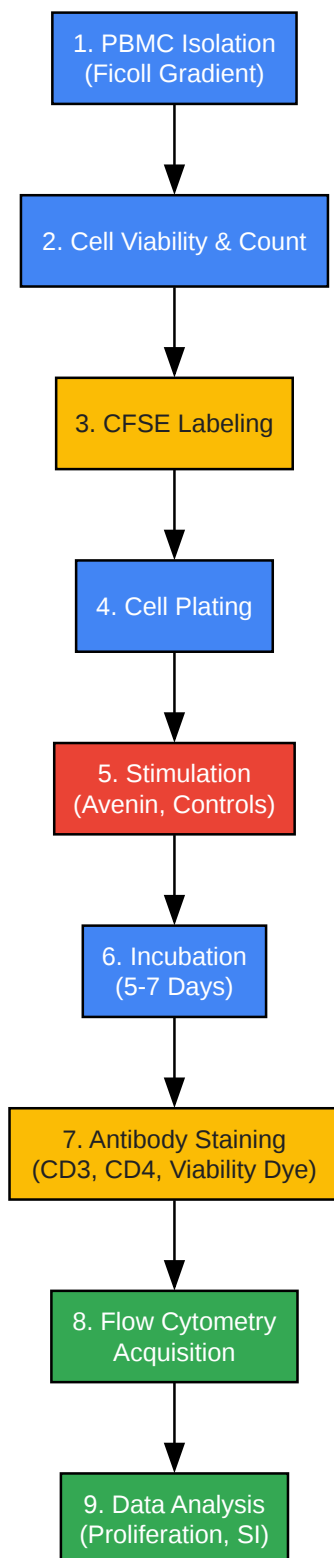 1. PBMC Isolation
(Ficoll Gradient)
2. Cell Viability & Count
3. CFSE Labeling
4. Cell Plating
5. Stimulation
(Avenin, Controls)
6. Incubation
(5-7 Days)
7. Antibody Staining
(CD3, CD4, Viability Dye)
8. Flow Cytometry
Acquisition
9. Data Analysis
(Proliferation, SI)